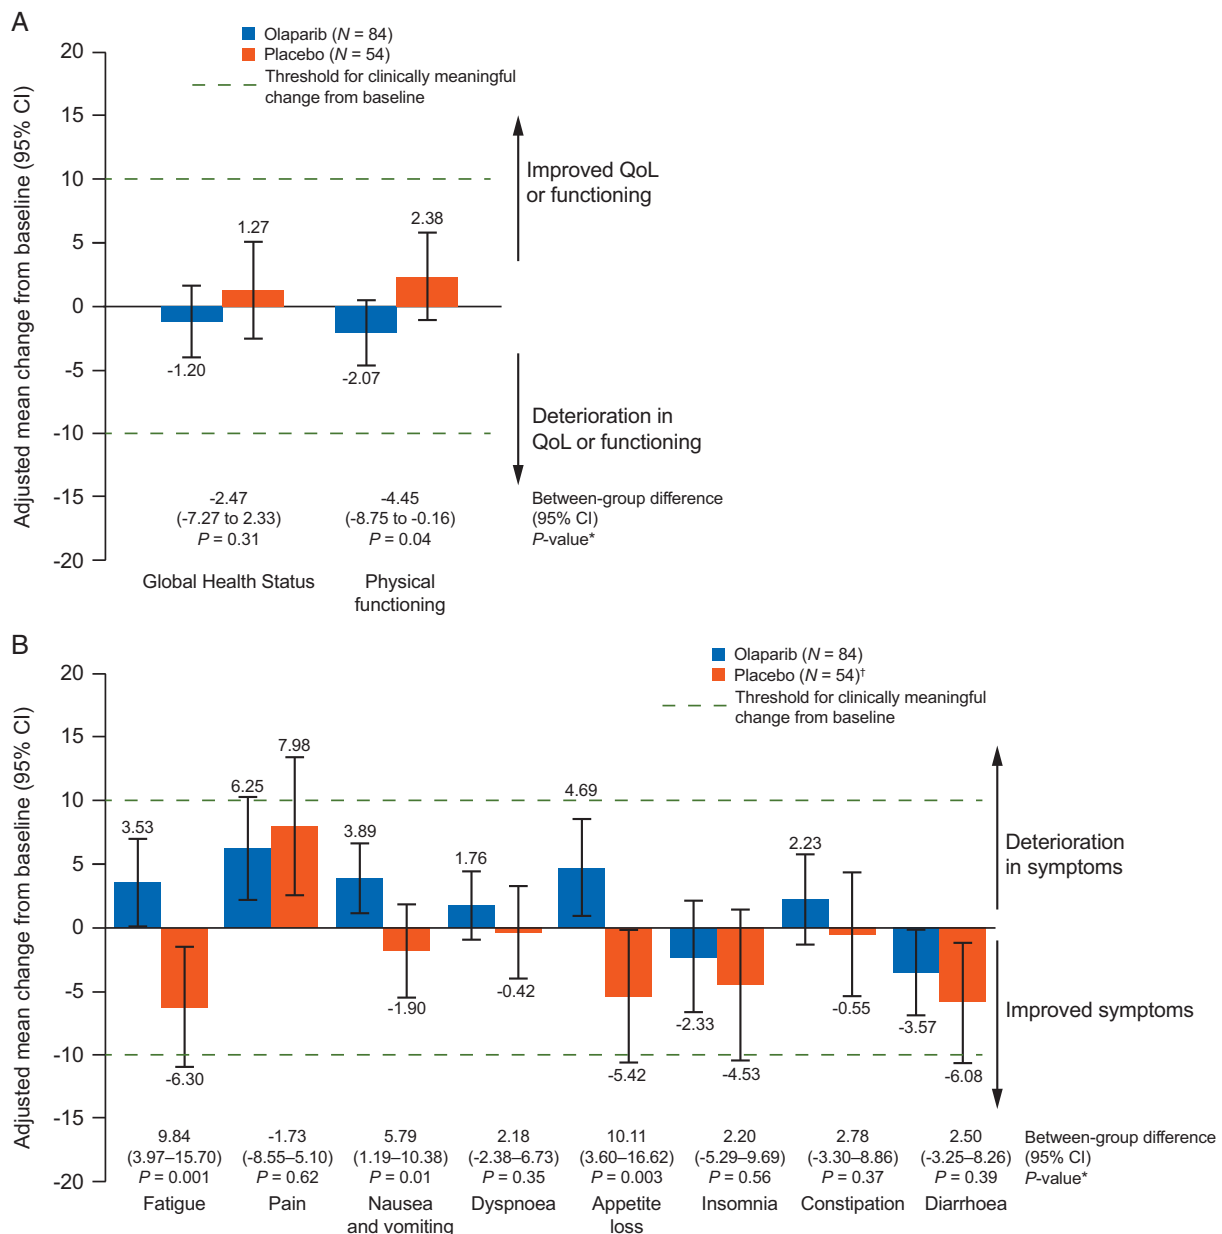 A
Olaparib (N = 84)
Placebo (N = 54)
Threshold for clinically meaningful
change from baseline
Adjusted mean change from baseline (95% CI)
20
15
10
5
0
-5
-10
-15
-20
1.27
2.38
-1.20
-2.07
Improved QoL
or functioning
Deterioration in
QoL or functioning
-2.47
(-7.27 to 2.33)
P = 0.31
-4.45
(-8.75 to -0.16)
P = 0.04
Between-group difference
(95% CI)
P-value*
Global Health Status
Physical
functioning
B
Olaparib (N = 84)
Placebo (N = 54)†
Threshold for clinically meaningful
change from baseline
Adjusted mean change from baseline (95% CI)
20
15
10
5
0
-5
-10
-15
-20
3.53
-6.30
6.25
7.98
3.89
-1.90
1.76
-0.42
4.69
-5.42
-2.33
-4.53
2.23
-0.55
-3.57
-6.08
Deterioration
in symptoms
Improved symptoms
9.84
(3.97–15.70)
P = 0.001
Fatigue
-1.73
(-8.55–5.10)
P = 0.62
Pain
5.79
(1.19–10.38)
P = 0.01
Nausea
and vomiting
2.18
(-2.38–6.73)
P = 0.35
Dyspnoea
10.11
(3.60–16.62)
P = 0.003
Appetite
loss
2.20
(-5.29–9.69)
P = 0.56
Insomnia
2.78
(-3.30–8.86)
P = 0.37
Constipation
2.50
(-3.25–8.26)
P = 0.39
Diarrhoea
Between-group difference
(95% CI)
P-value*